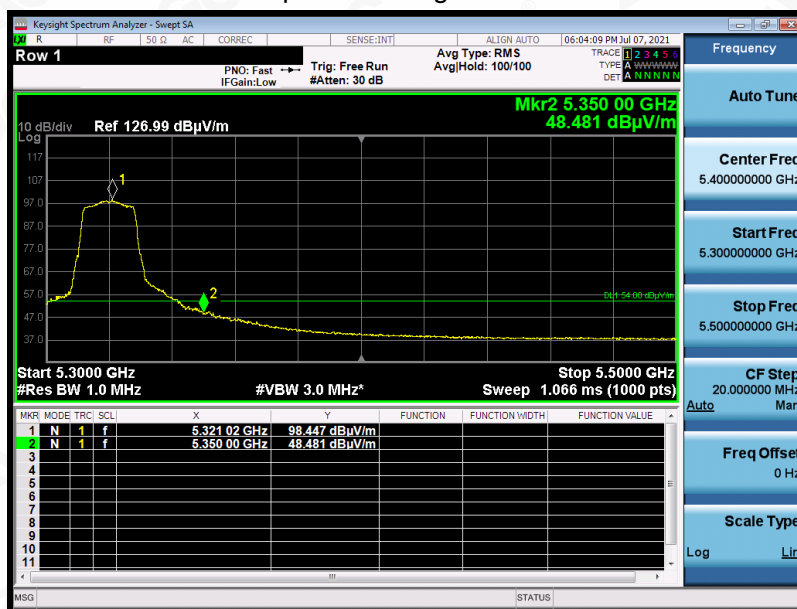 Keysight Spectrum Analyzer - Swept SA
LXI R RF 50 Ω AC CORREC SENSE:INT ALIGN AUTO 06:04:09 PM Jul 07, 2021
Row 1
PNO: Fast
IFGain:Low
Trig: Free Run
#Atten: 30 dB
Avg Type: RMS
Avg|Hold: 100/100
TRACE 1 2 3 4 5 6
TYPE A WWWWW
DET A N N N N N
Mkr2 5.350 00 GHz
48.481 dBµV/m
10 dB/div Ref 126.99 dBµV/m
Log
117
107
97.0
77.0
67.0
57.0
47.0
37.0
87.0
1
2
DL1 54.00 dBµV/m
Start 5.3000 GHz Stop 5.5000 GHz
#Res BW 1.0 MHz #VBW 3.0 MHz* Sweep 1.066 ms (1000 pts)
MKR MODE TRC SCL X Y FUNCTION FUNCTION WIDTH FUNCTION VALUE
1 N 1 f 5.321 02 GHz 98.447 dBµV/m
2 N 1 f 5.350 00 GHz 48.481 dBµV/m
3
4
5
6
7
8
9
10
11
MSG STATUS
Frequency
Auto Tune
Center Freq
5.400000000 GHz
Start Freq
5.300000000 GHz
Stop Freq
5.500000000 GHz
CF Step
20.000000 MHz
Auto Man
Freq Offset
0 Hz
Scale Type
Log Lin